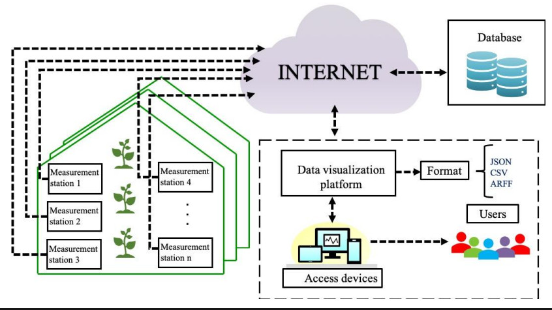 INTERNET
Database
Measurement
station 1
Measurement
station 2
Measurement
station 3
Measurement
station 4
Measurement
station n
Data visualization
platform
Format
JSON
CSV
ARFF
Users
Access devices